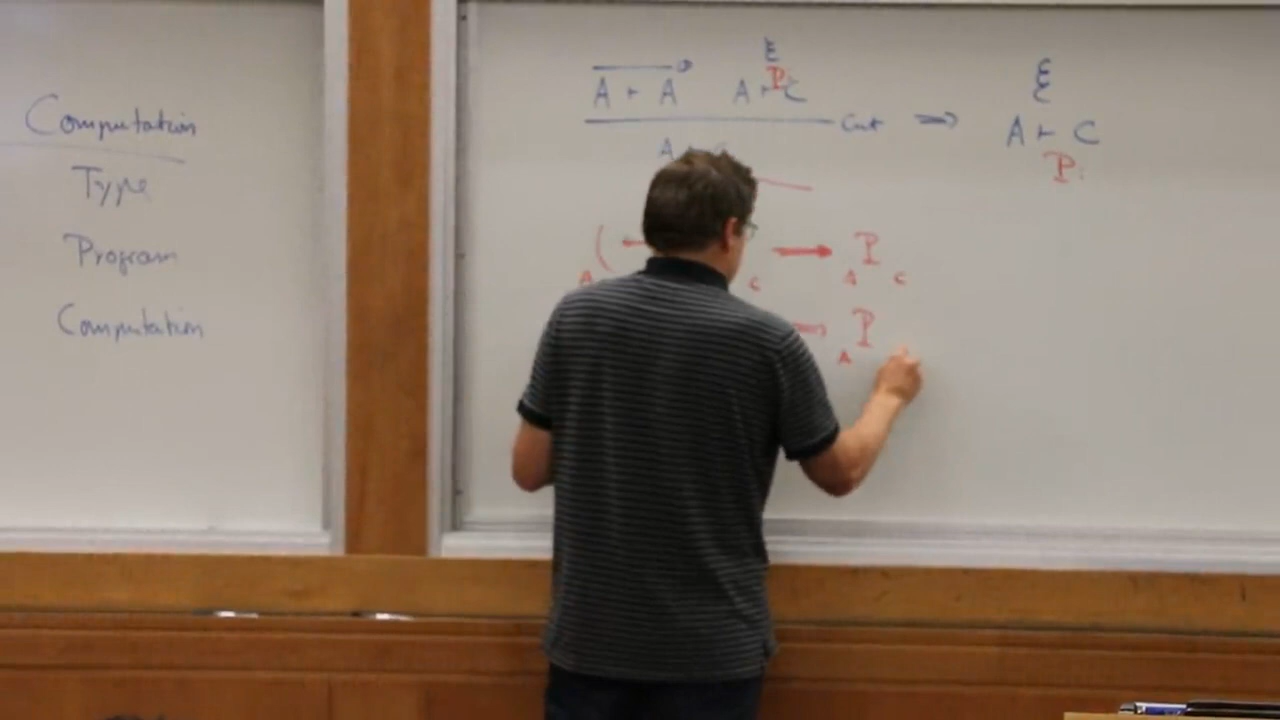 Computation
Type
Program
Computation
E
P
A ⊢ A A ⊢ C
Cut ⇒
E
A ⊢ C
P
( ← → P
A C A C
⇒ P
A